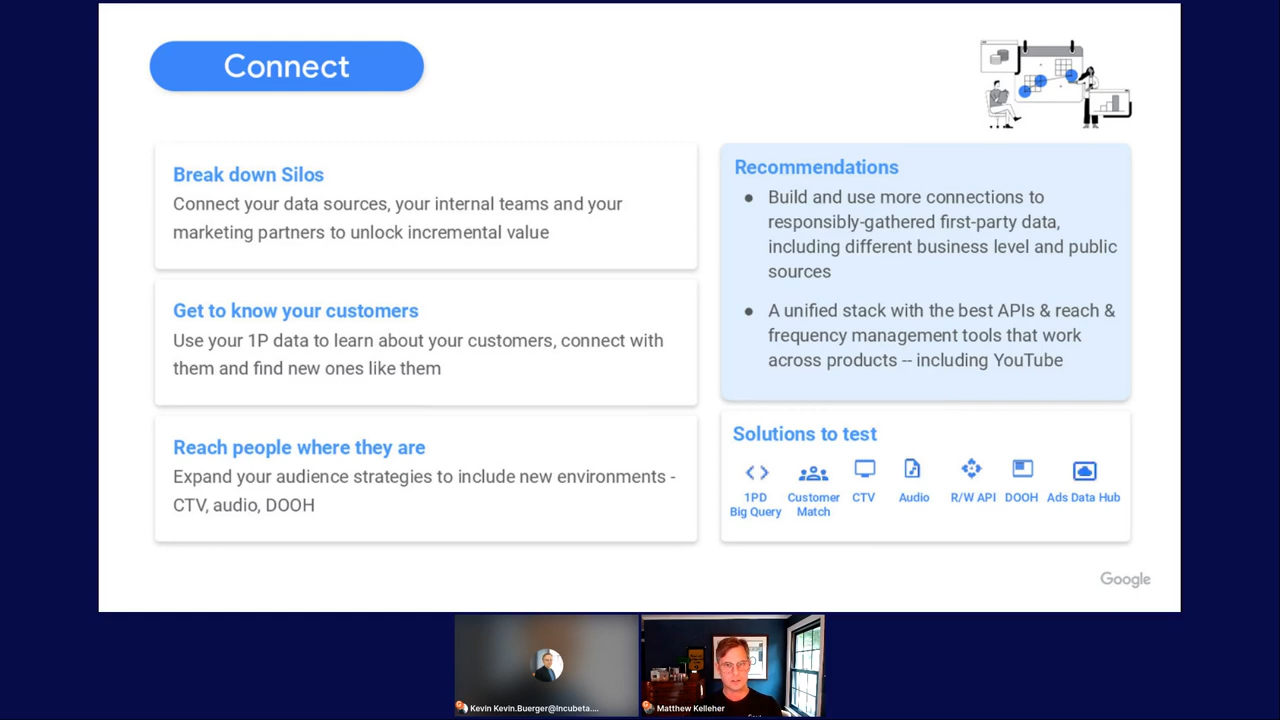 Connect
Break down Silos
Connect your data sources, your internal teams and your
marketing partners to unlock incremental value
Get to know your customers
Use your 1P data to learn about your customers, connect with
them and find new ones like them
Reach people where they are
Expand your audience strategies to include new environments -
CTV, audio, DOOH
Recommendations
● Build and use more connections to
responsibly-gathered first-party data,
including different business level and public
sources
● A unified stack with the best APIs & reach &
frequency management tools that work
across products -- including YouTube
Solutions to test
1PD
Big Query
Customer
Match
CTV
Audio
R/W API
DOOH
Ads Data Hub
Google
Kevin Kevin.Buerger@Incubeta....
Matthew Kelleher